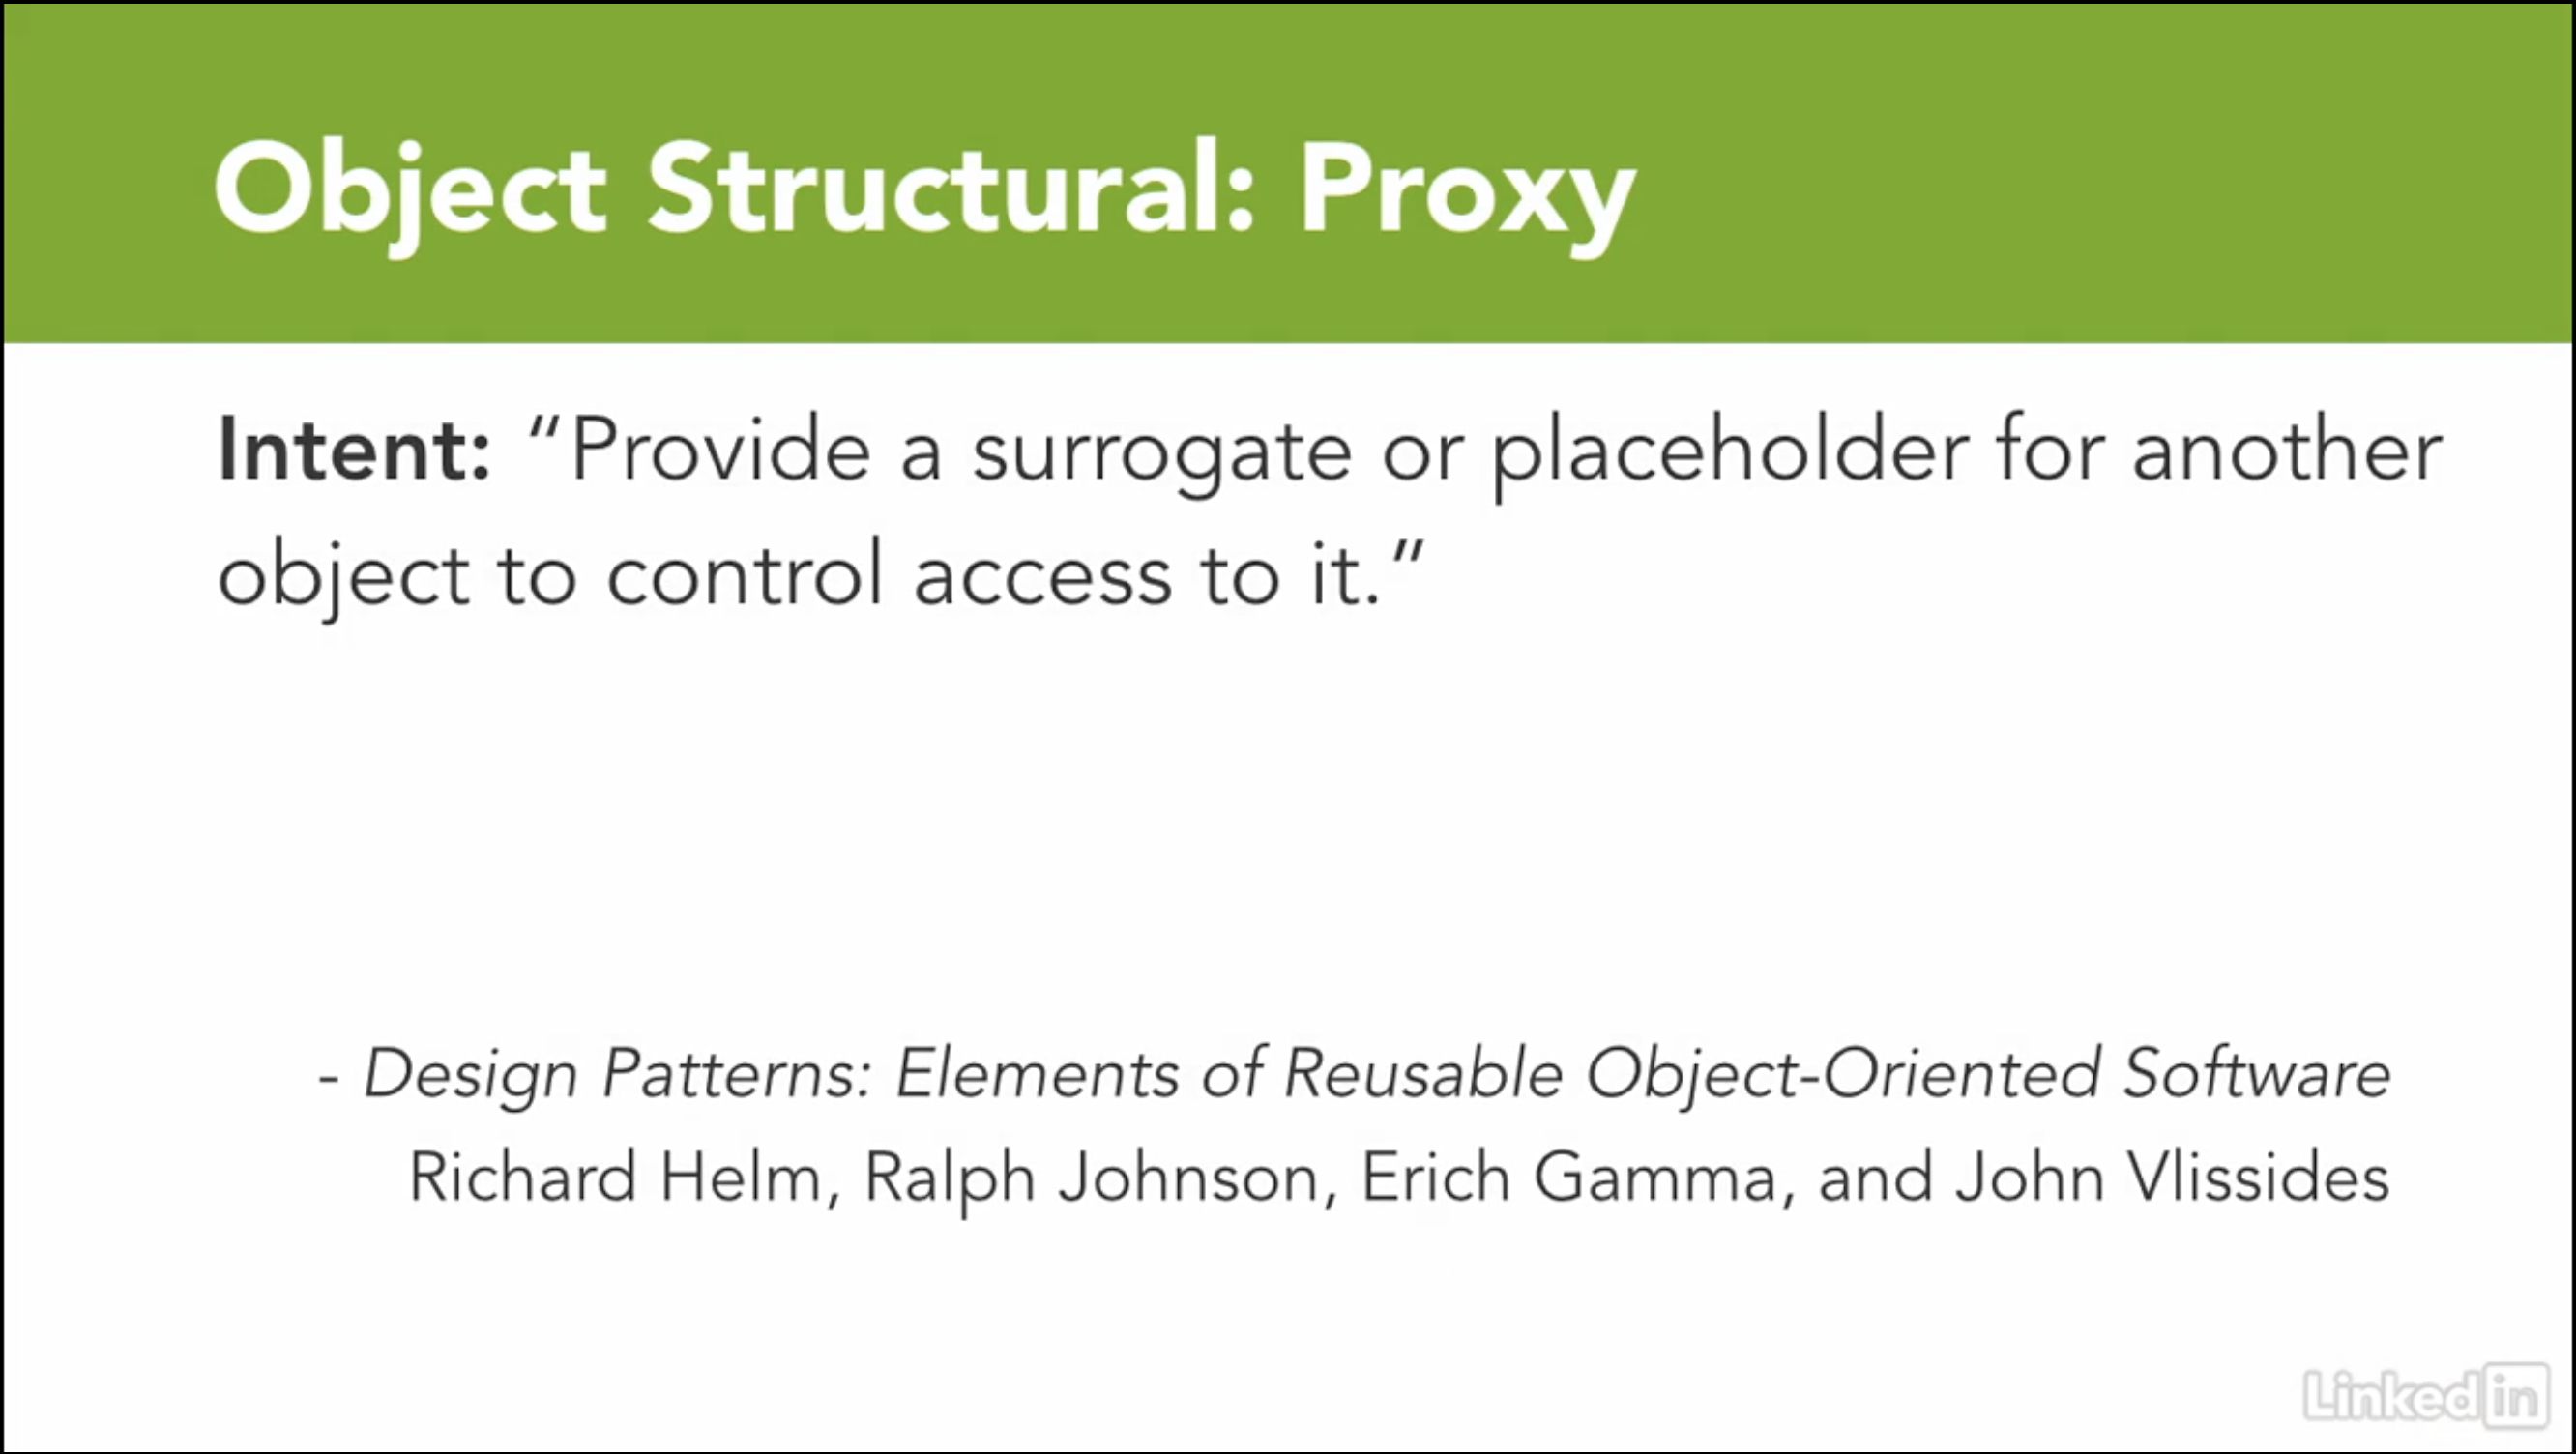 Object Structural: Proxy
Intent: “Provide a surrogate or placeholder for another
object to control access to it.”
- Design Patterns: Elements of Reusable Object-Oriented Software
Richard Helm, Ralph Johnson, Erich Gamma, and John Vlissides
Linkedin